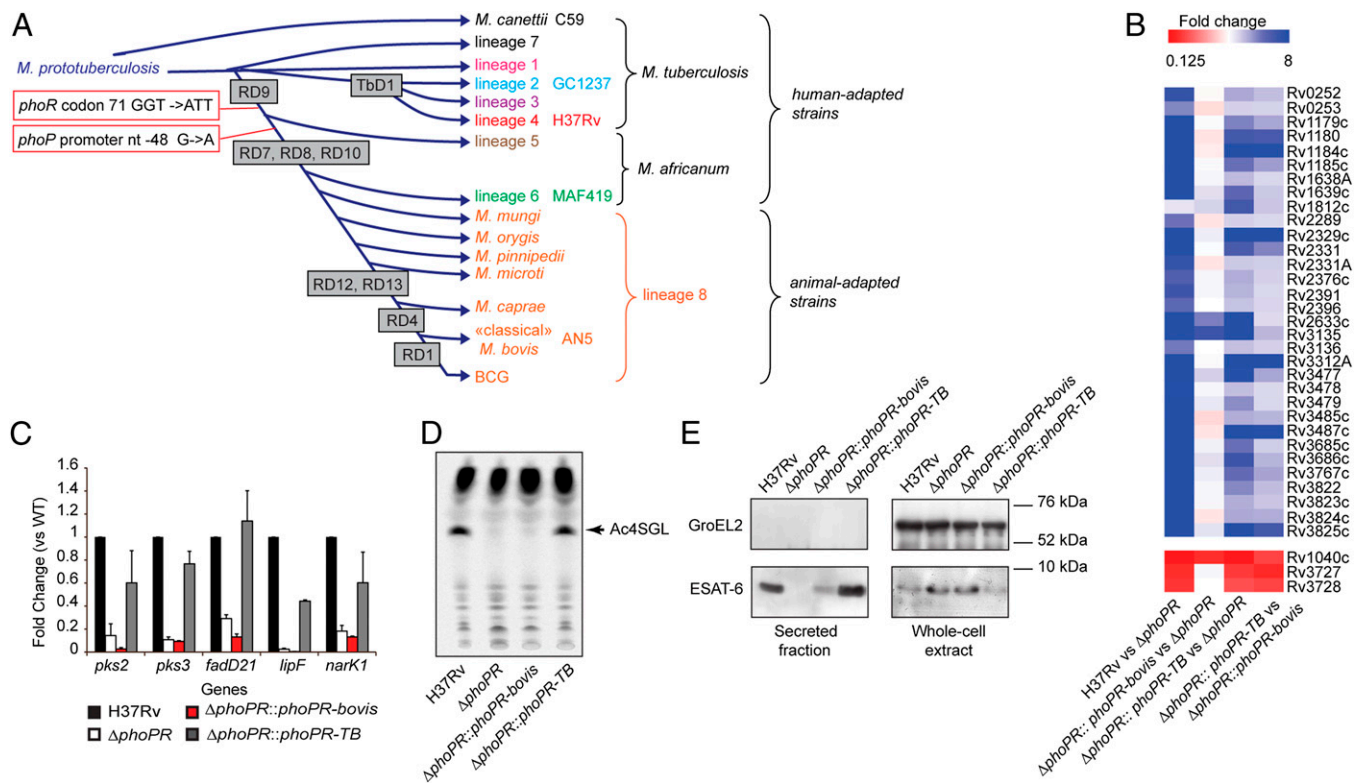 A
M. canettii C59
lineage 7
M. prototuberculosis
lineage 1
lineage 2 GC1237
lineage 3
lineage 4 H37Rv
RD9
TbD1
M. tuberculosis
phoR codon 71 GGT ->ATT
phoP promoter nt -48 G->A
lineage 5
RD7, RD8, RD10
M. africanum
lineage 6 MAF419
human-adapted
strains
M. mungi
M. orygis
M. pinnipedii
M. microti
RD12, RD13
M. caprae
RD4
«classical»
M. bovis
AN5
RD1
BCG
lineage 8
animal-adapted
strains
B
Fold change
0.125
8
Rv0252
Rv0253
Rv1179c
Rv1180
Rv1184c
Rv1185c
Rv1638A
Rv1639c
Rv1812c
Rv2289
Rv2329c
Rv2331
Rv2331A
Rv2376c
Rv2391
Rv2396
Rv2633c
Rv3135
Rv3136
Rv3312A
Rv3477
Rv3478
Rv3479
Rv3485c
Rv3487c
Rv3685c
Rv3686c
Rv3767c
Rv3822
Rv3823c
Rv3824c
Rv3825c
Rv1040c
Rv3727
Rv3728
H37Rv vs ΔphoPR
ΔphoPR:: phoPR-bovis vs ΔphoPR
ΔphoPR:: phoPR-TB vs ΔphoPR
ΔphoPR:: phoPR-TB vs
ΔphoPR::phoPR-bovis
C
Fold Change (vs WT)
1.6
1.4
1.2
1
0.8
0.6
0.4
0.2
0
pks2
pks3
fadD21
lipF
narK1
Genes
H37Rv
ΔphoPR::phoPR-bovis
ΔphoPR
ΔphoPR::phoPR-TB
D
Ac4SGL
H37Rv
ΔphoPR
ΔphoPR::phoPR-bovis
ΔphoPR::phoPR-TB
E
H37Rv
ΔphoPR
ΔphoPR::phoPR-bovis
ΔphoPR::phoPR-TB
H37Rv
ΔphoPR
ΔphoPR::phoPR-bovis
ΔphoPR::phoPR-TB
GroEL2
76 kDa
52 kDa
ESAT-6
10 kDa
Secreted
fraction
Whole-cell
extract